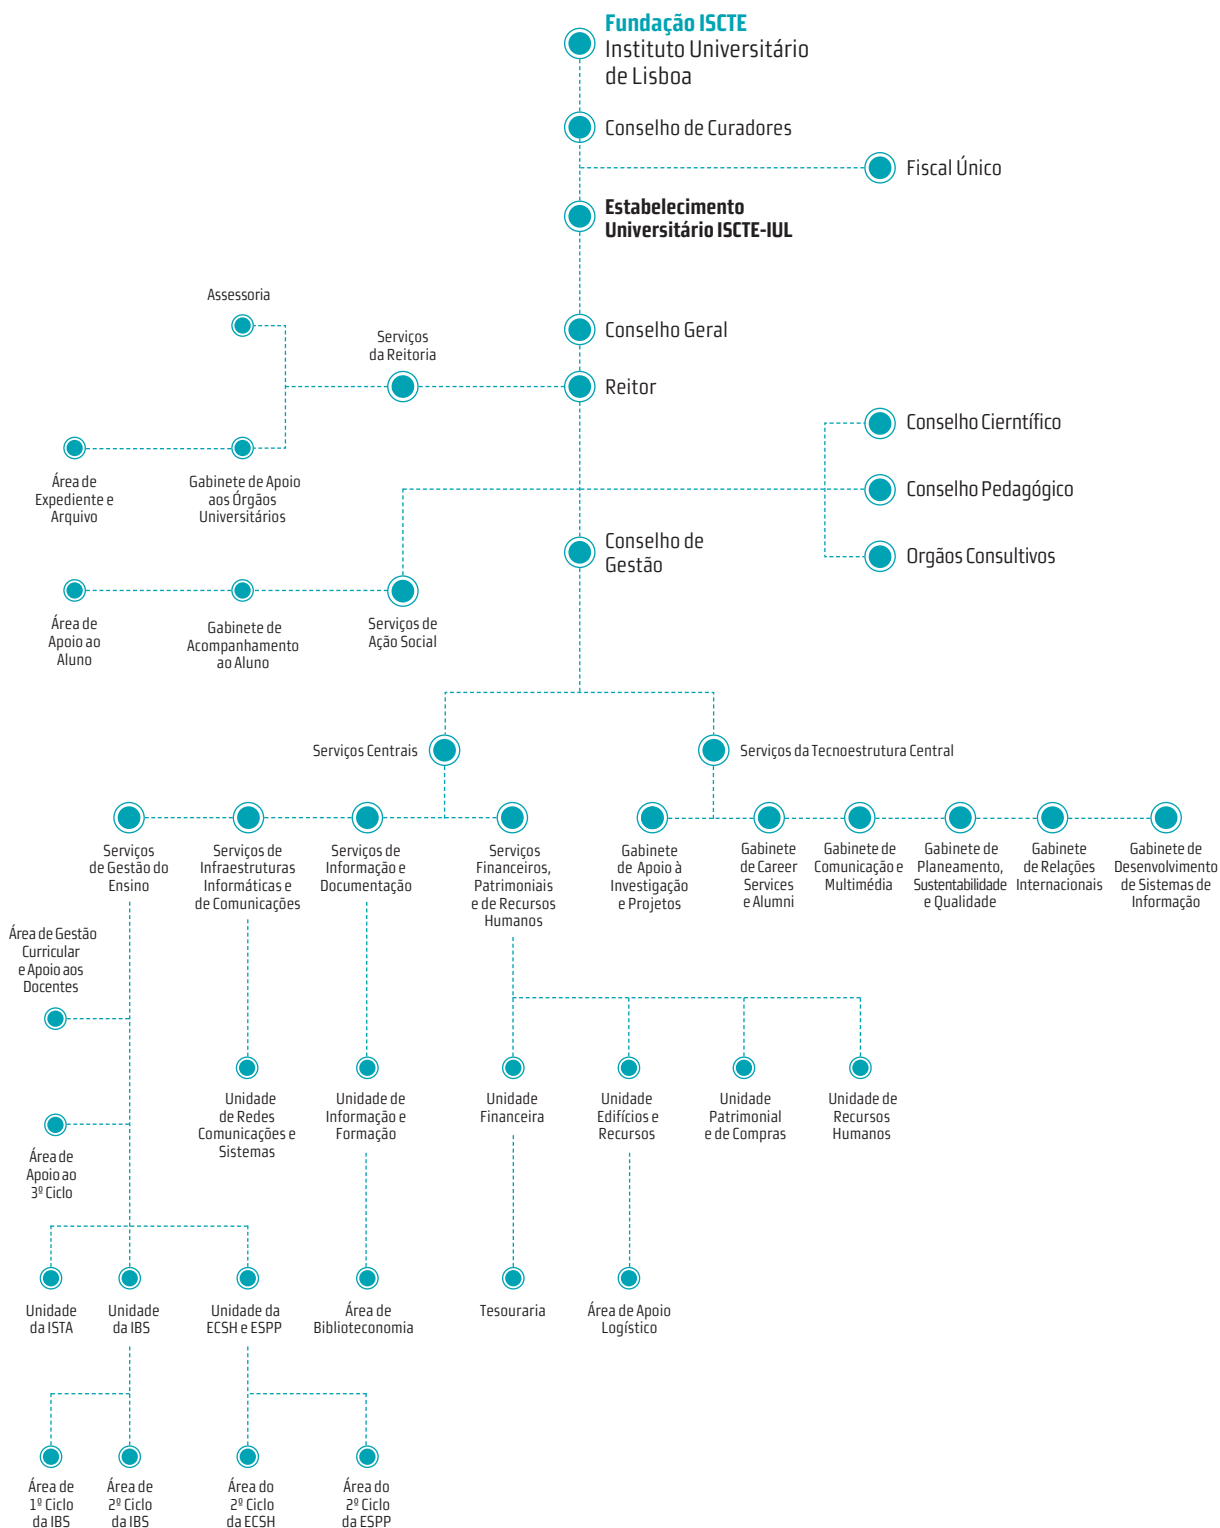 Fundação ISCTE
Instituto Universitário
de Lisboa
Conselho de Curadores
Fiscal Único
Estabelecimento
Universitário ISCTE-IUL
Assessoria
Conselho Geral
Serviços
da Reitoria
Reitor
Conselho Cierntífico
Área de
Expediente e
Arquivo
Gabinete de Apoio
aos Órgãos
Universitários
Conselho Pedagógico
Conselho de
Gestão
Orgãos Consultivos
Área de
Apoio ao
Aluno
Gabinete de
Acompanhamento
ao Aluno
Serviços de
Ação Social
Serviços Centrais
Serviços da Tecnoestrutura Central
Serviços
de Gestão do
Ensino
Serviços de
Infraestruturas
Informáticas e
de Comunicações
Serviços de
Informação e
Documentação
Serviços
Financeiros,
Patrimoniais
e de Recursos
Humanos
Gabinete
de Apoio à
Investigação
e Projetos
Gabinete
de Career
Services
e Alumni
Gabinete de
Comunicação e
Multimédia
Gabinete de
Planeamento,
Sustentabilidade
e Qualidade
Gabinete
de Relações
Internacionais
Gabinete de
Desenvolvimento
de Sistemas de
Informação
Área de Gestão
Curricular
e Apoio aos
Docentes
Unidade
de Redes
Comunicações e
Sistemas
Unidade de
Informação e
Formação
Unidade
Financeira
Unidade
Edifícios e
Recursos
Unidade
Patrimonial
e de Compras
Unidade de
Recursos
Humanos
Área de
Apoio ao
3º Ciclo
Unidade
da ISTA
Unidade
da IBS
Unidade da
ECSH e ESPP
Área de
Biblioteconomia
Tesouraria
Área de Apoio
Logístico
Área de
1º Ciclo
da IBS
Área de
2º Ciclo
da IBS
Área do
2º Ciclo
da ECSH
Área do
2º Ciclo
da ESPP